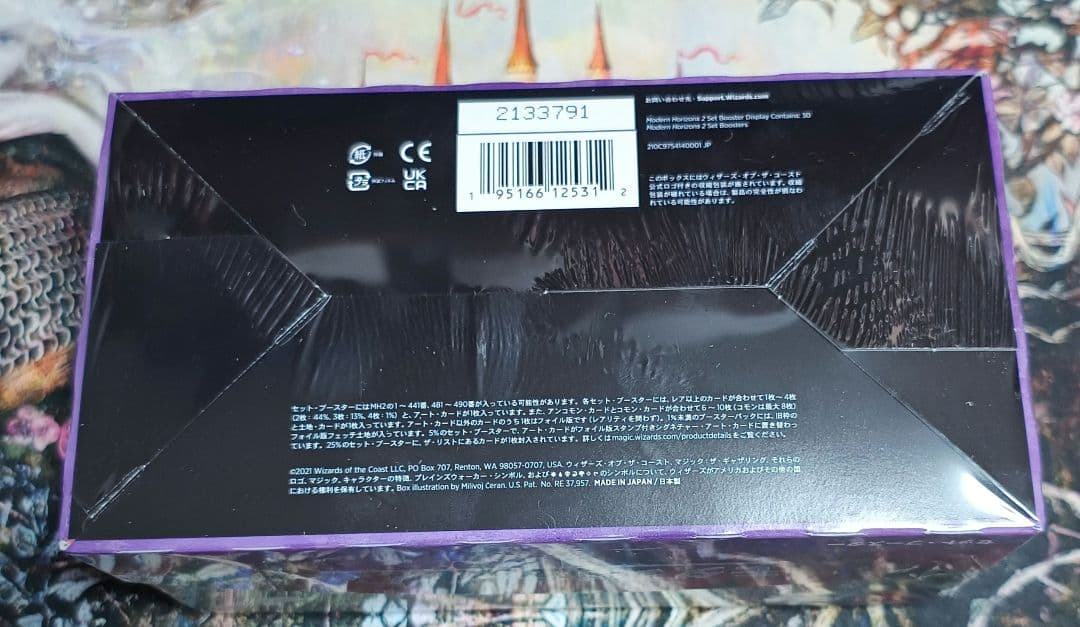 2133791
1 95166 12531 2
紙
CE
プラ
UK
CA
お問い合わせ先 - Support.Wizards.com
Modern Horizons 2 Set Booster Display Contains: 30
Modern Horizons 2 Set Boosters
210C9754140001 JP
このボックスにはウィザーズ・オブ・ザ・コースト
公式ロゴ付きの収縮包装が施されています。収縮
包装が破れている場合は、製品の完全性が損なわ
れている可能性があります。
セット・ブースターにはMH2の1～441番、481～490番が入っている可能性があります。各セット・ブースターには、レア以上のカードが合わせて1枚～4枚
(2枚：44%、3枚：13%、4枚：1%) と、アート・カードが1枚入っています。また、アンコモン・カードとコモン・カードが合わせて6～10枚(コモンは最大8枚)
と土地・カードが1枚入っています。アート・カード以外のカードのうち1枚はフォイル版です(レアリティを問わず)。1%未満のブースターパックには、旧枠の
フォイル版フェッチ土地が入っています。5%のセット・ブースターで、アート・カードがフォイル版スタンプ付きシグネチャー・アート・カードに置き替わっ
ています。25%のセット・ブースターに、ザ・リストにあるカードが1枚封入されています。詳しくはmagic.wizards.com/productdetailsをご覧ください。
©2021 Wizards of the Coast LLC, PO Box 707, Renton, WA 98057-0707, USA. ウィザーズ・オブ・ザ・コースト、マジック：ザ・ギャザリング、それらの
ロゴ、マジック、キャラクターの特徴、プレインズウォーカー・シンボル、および のシンボルについて、ウィザーズがアメリカおよびその他の国
における権利を保有しています。Box illustration by Milivoj Ćeran. U.S. Pat. No. RE 37,957. MADE IN JAPAN / 日本製